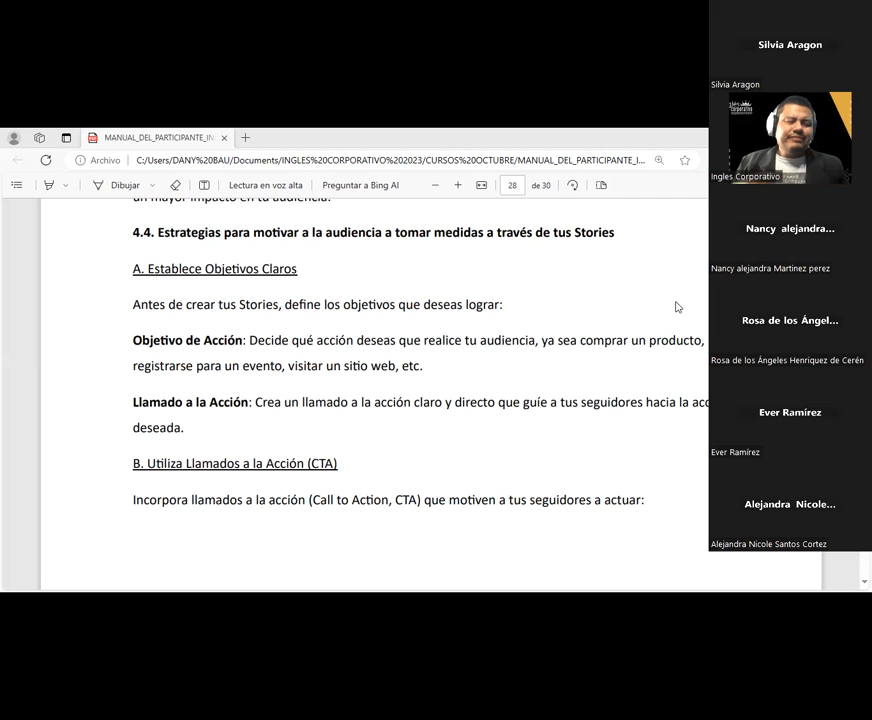 MANUAL_DEL_PARTICIPANTE_IN
Archivo
C:/Users/DANY%20BAU/Documents/INGLES%20CORPORATIVO%202023/CURSOS%20OCTUBRE/MANUAL_DEL_PARTICIPANTE_I...
Dibujar
Lectura en voz alta
Preguntar a Bing AI
28
de 30
un mayor impacto en tu audiencia.
4.4. Estrategias para motivar a la audiencia a tomar medidas a través de tus Stories
A. Establece Objetivos Claros
Antes de crear tus Stories, define los objetivos que deseas lograr:
Objetivo de Acción: Decide qué acción deseas que realice tu audiencia, ya sea comprar un producto,
registrarse para un evento, visitar un sitio web, etc.
Llamado a la Acción: Crea un llamado a la acción claro y directo que guíe a tus seguidores hacia la acc
deseada.
B. Utiliza Llamados a la Acción (CTA)
Incorpora llamados a la acción (Call to Action, CTA) que motiven a tus seguidores a actuar:
Silvia Aragon
Silvia Aragon
Ingles Corporativo
Nancy alejandra...
Nancy alejandra Martinez perez
Rosa de los Ángel...
Rosa de los Ángeles Henriquez de Cerén
Ever Ramírez
Ever Ramírez
Alejandra Nicole...
Alejandra Nicole Santos Cortez